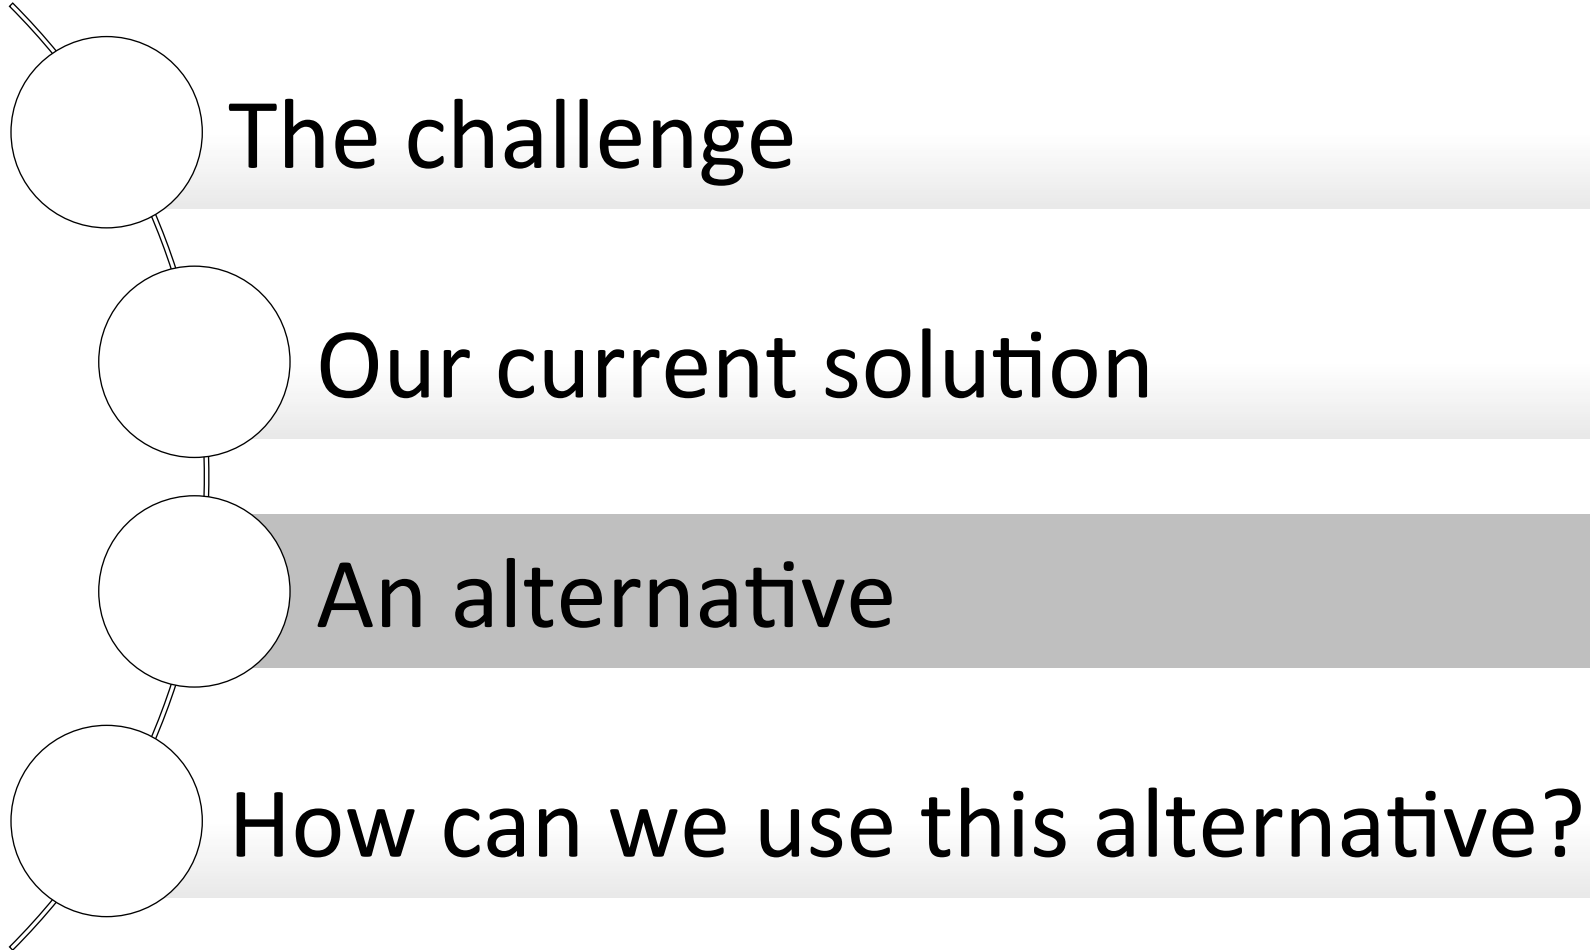 The challenge
Our current solution
An alternative
How can we use this alternative?